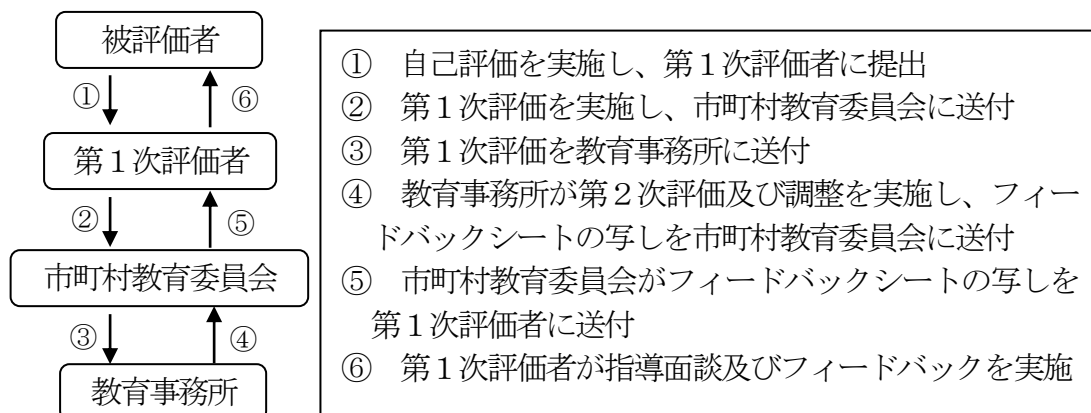 被評価者
① ⑥
第１次評価者
② ⑤
市町村教育委員会
③ ④
教育事務所
① 自己評価を実施し、第１次評価者に提出
② 第１次評価を実施し、市町村教育委員会に送付
③ 第１次評価を教育事務所に送付
④ 教育事務所が第２次評価及び調整を実施し、フィー
ドバックシートの写しを市町村教育委員会に送付
⑤ 市町村教育委員会がフィードバックシートの写しを
第１次評価者に送付
⑥ 第１次評価者が指導面談及びフィードバックを実施